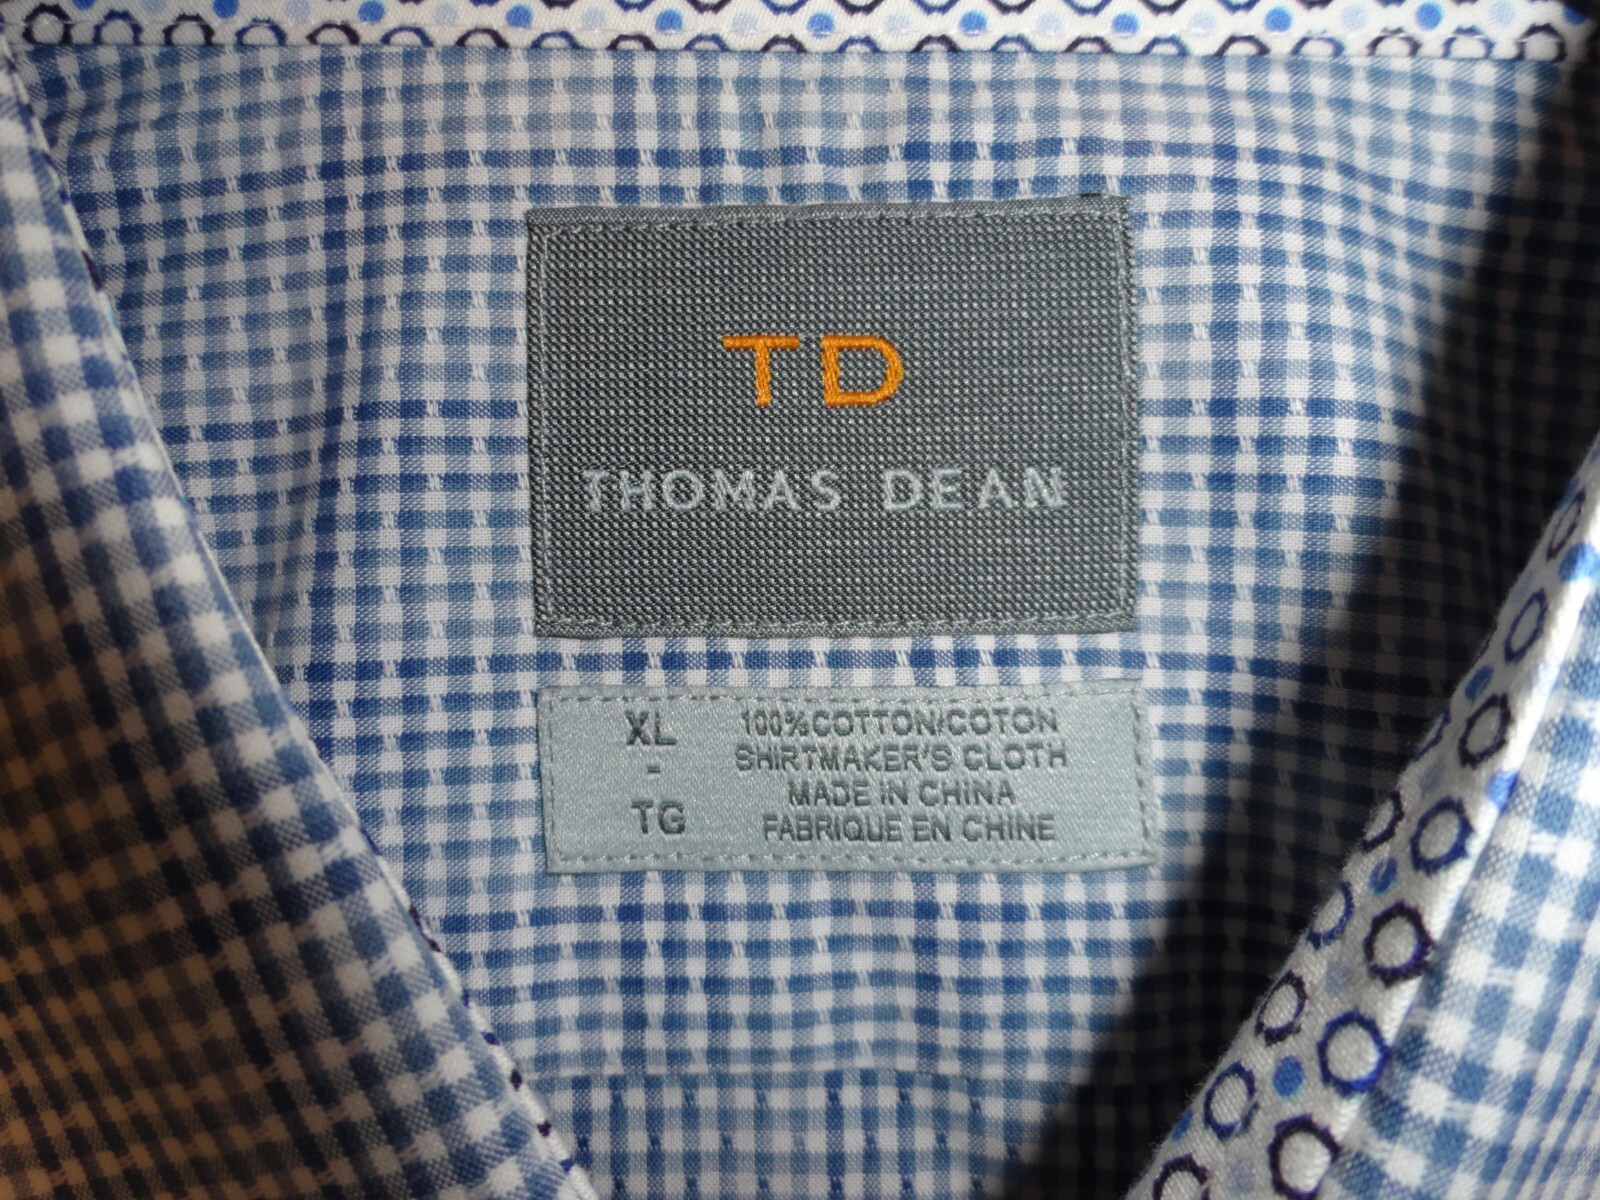 TD
THOMAS DEAN
XL
-
TG
100%COTTON/COTON
SHIRTMAKER'S CLOTH
MADE IN CHINA
FABRIQUE EN CHINE